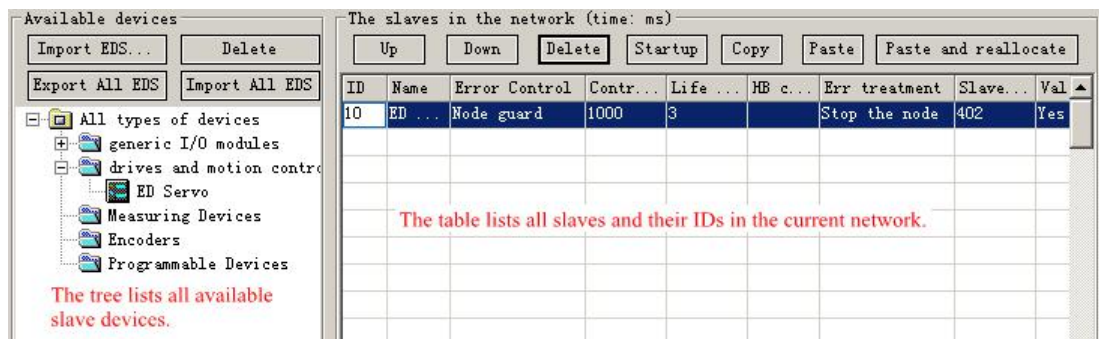 Available devices
Import EDS...
Delete
Export All EDS
Import All EDS
All types of devices
generic I/O modules
drives and motion contro
ED Servo
Measuring Devices
Encoders
Programmable Devices
The tree lists all available
slave devices.
The slaves in the network (time: ms)
Up Down Delete Startup Copy Paste Paste and reallocate
ID Name Error Control Contr... Life ... HB c... Err treatment Slave... Val
10 ED ... Node guard 1000 3 Stop the node 402 Yes
The table lists all slaves and their IDs in the current network.